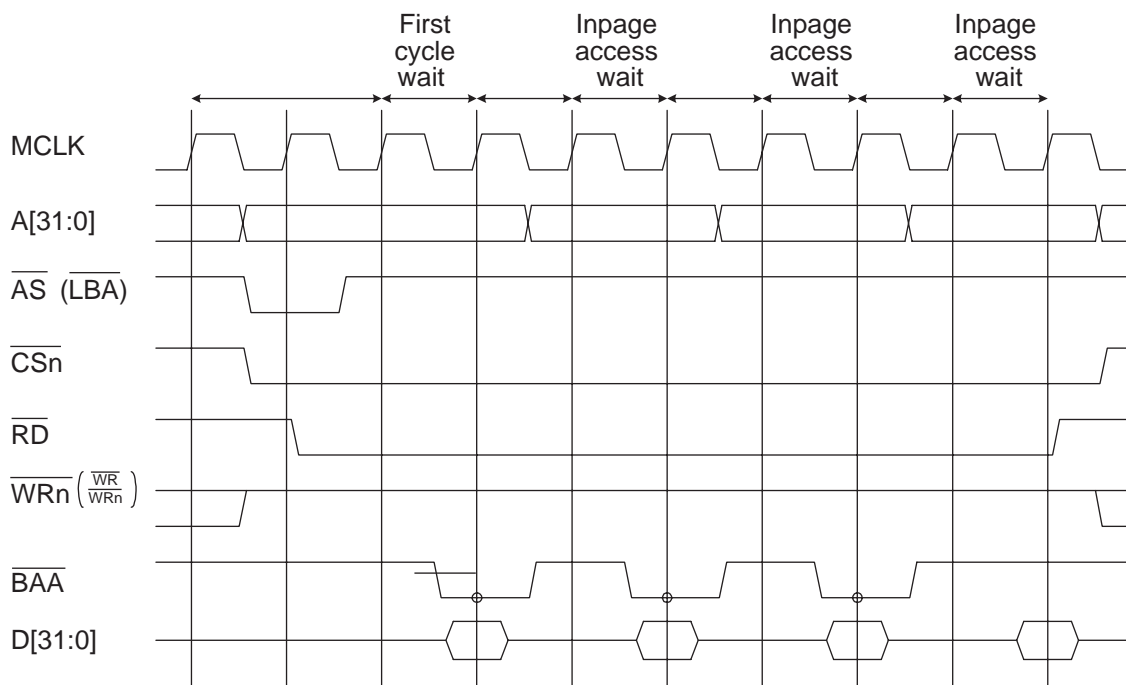 First cycle wait
Inpage access wait
Inpage access wait
Inpage access wait
MCLK
A[31:0]
AS (LBA)
CSn
RD
WRn (WR WRn)
BAA
D[31:0]